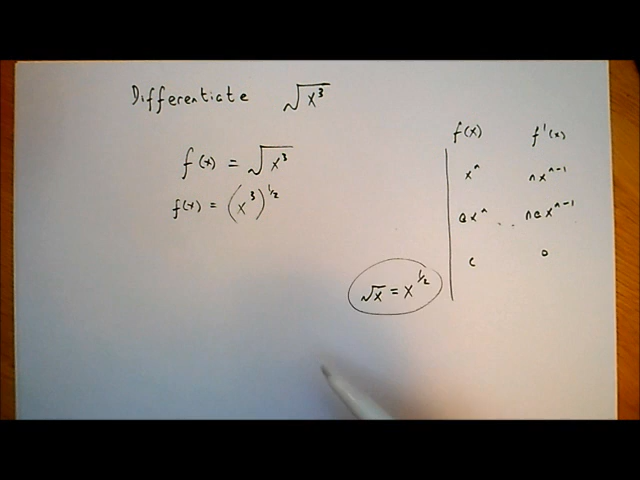 Differentiate √x³
f(x) = √x³
f(x) = (x³)^1/2
√x = x^1/2
f(x) f'(x)
xⁿ nxⁿ⁻¹
axⁿ naxⁿ⁻¹
c 0